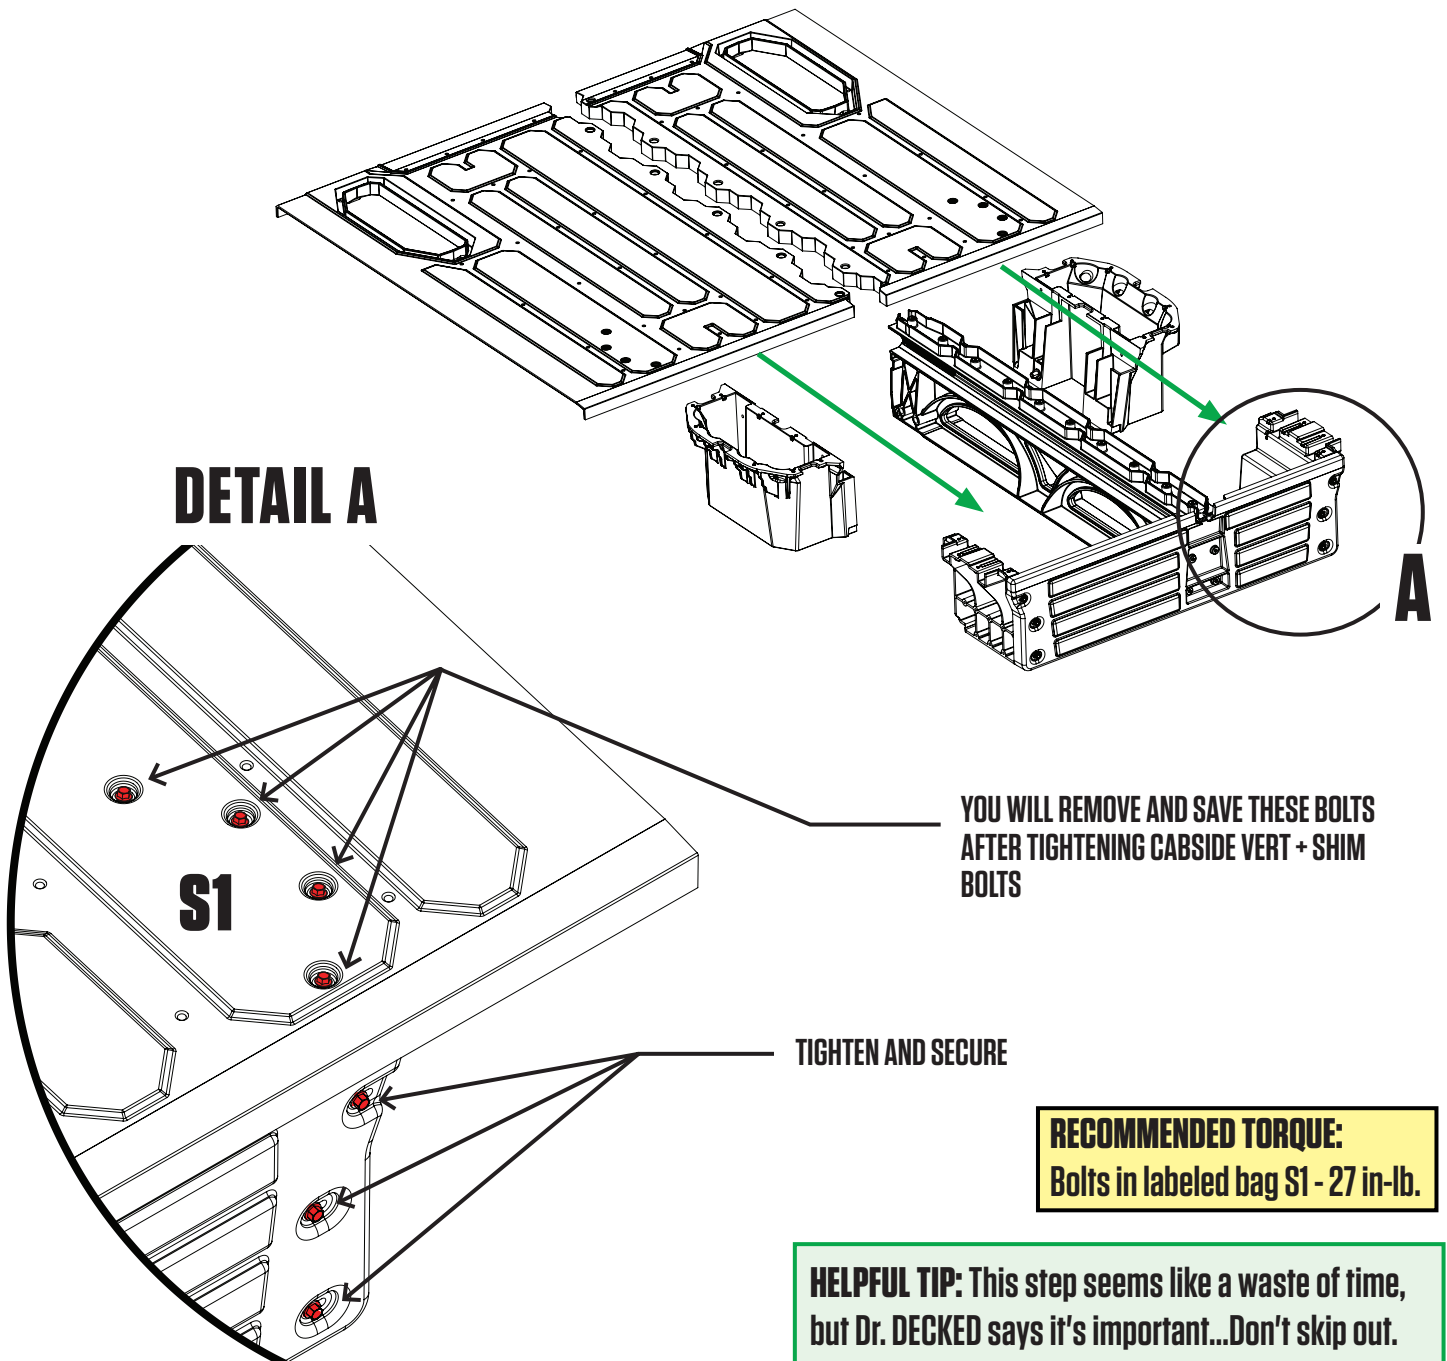 DETAIL A
A
S1
YOU WILL REMOVE AND SAVE THESE BOLTS
AFTER TIGHTENING CABSIDE VERT + SHIM
BOLTS
TIGHTEN AND SECURE
RECOMMENDED TORQUE:
Bolts in labeled bag S1 - 27 in-lb.
HELPFUL TIP: This step seems like a waste of time,
but Dr. DECKED says it's important...Don't skip out.